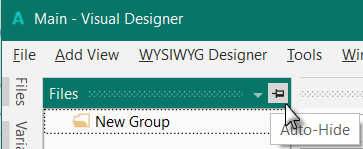 Main - Visual Designer
File Add View WYSIWYG Designer Tools
Files
Files
New Group
Auto-Hide